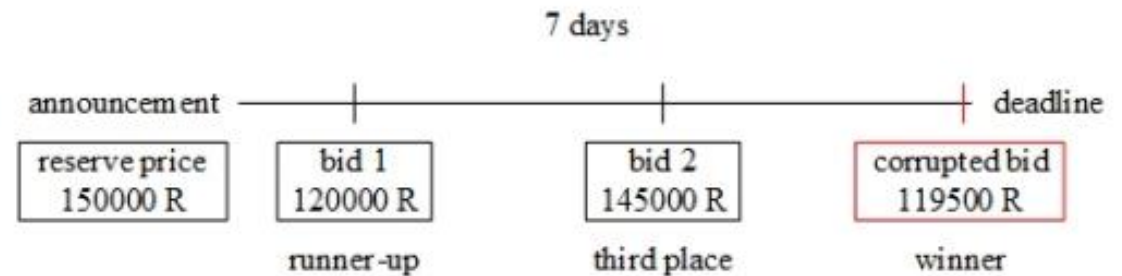 7 days
announcement
deadline
reserve price
150000 R
bid 1
120000 R
bid 2
145000 R
corrupted bid
119500 R
runner-up
third place
winner